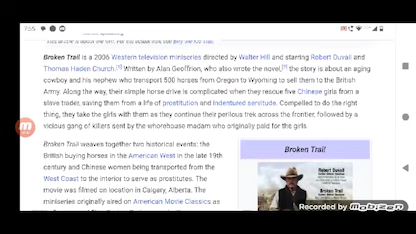 7:55
Broken Trail is a 2006 Western television miniseries directed by Walter Hill and starring Robert Duvall and
Thomas Haden Church.[5] Written by Alan Geoffrion, who also wrote the novel,[7] the story is about an aging
cowboy and his nephew who transport 500 horses from Oregon to Wyoming to sell them to the British
Army. Along the way, their simple horse drive is complicated when they rescue five Chinese girls from a
slave trader, saving them from a life of prostitution and indentured servitude. Compelled to do the right
thing, they take the girls with them as they continue their perilous trek across the frontier, followed by a
vicious gang of killers sent by the whorehouse madam who originally paid for the girls.
Broken Trail weaves together two historical events: the
British buying horses in the American West in the late 19th
century and Chinese women being transported from the
West Coast to the interior to serve as prostitutes. The
movie was filmed on location in Calgary, Alberta. The
miniseries originally aired on American Movie Classics as
Broken Trail
Robert Duvall
Broken Trail
Recorded by Mobizen